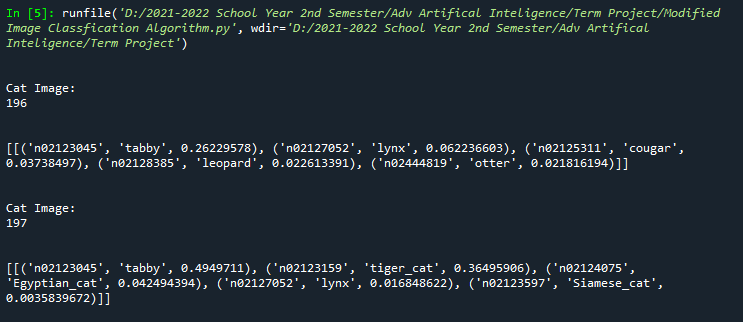 In [5]: runfile('D:/2021-2022 School Year 2nd Semester/Adv Artifical Inteligence/Term Project/Modified
Image Classfication Algorithm.py', wdir='D:/2021-2022 School Year 2nd Semester/Adv Artifical
Inteligence/Term Project')
Cat Image:
196
[[('n02123045', 'tabby', 0.26229578), ('n02127052', 'lynx', 0.062236603), ('n02125311', 'cougar',
0.03738497), ('n02128385', 'leopard', 0.022613391), ('n02444819', 'otter', 0.021816194)]]
Cat Image:
197
[[('n02123045', 'tabby', 0.4949711), ('n02123159', 'tiger_cat', 0.36495906), ('n02124075',
'Egyptian_cat', 0.042494394), ('n02127052', 'lynx', 0.016848622), ('n02123597', 'Siamese_cat',
0.0035839672)]]